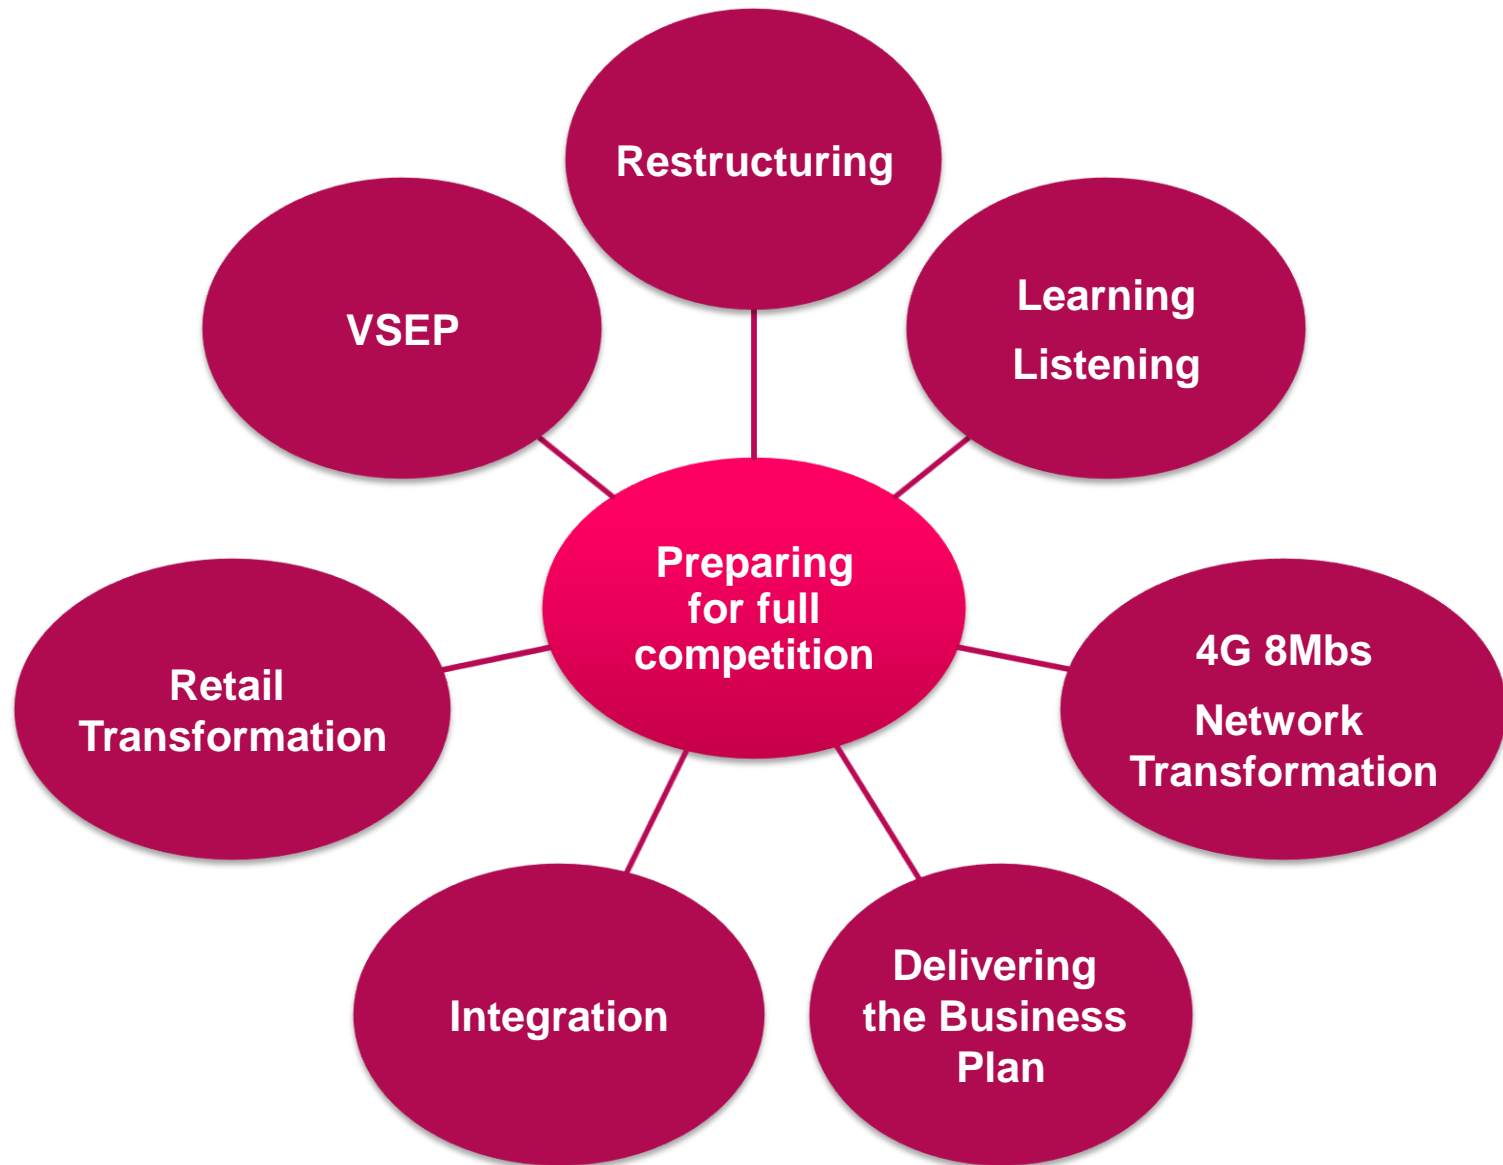 Restructuring
Learning
Listening
VSEP
Preparing
for full
competition
4G 8Mbs
Network
Transformation
Retail
Transformation
Delivering
the Business
Plan
Integration